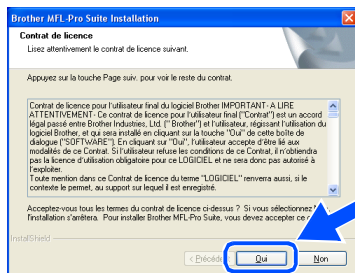 Brother MFL-Pro Suite Installation
Contrat de licence
Lisez attentivement le contrat de licence suivant.
Appuyez sur la touche Page suiv. pour voir le reste du contrat.
Contrat de licence pour l'utilisateur final du logiciel Brother IMPORTANT- A LIRE
ATTENTIVEMENT- Ce contrat de licence pour l'utilisateur final ("Contrat") est un accord
légal passé entre Brother Industries, Ltd. (" Brother") et l'utilisateur, régissant l'utilisation du
logiciel Brother, et qui sera installé en cliquant sur la touche "Oui" de cette boîte de
dialogue ("SOFTWARE"). En cliquant sur "Oui", l'utilisateur accepte d'être lié aux
modalités de ce Contrat. Si l'utilisateur refuse les conditions de ce Contrat, il n'obtiendra
pas la licence d'utilisation obligatoire pour ce LOGICIEL et ne sera donc pas autorisé à
l'exploiter.
Toute mention dans ce Contrat de licence du terme "LOGICIEL" renverra aussi, si le
contexte le permet, au support sur lequel il est enregistré.
Acceptez-vous tous les termes du contrat de licence ci-dessus ? Si vous sélectionnez
l'installation s'arrêtera. Pour installer Brother MFL-Pro Suite, vous devez accepter ce
InstallShield
< Précéde
Oui
Non